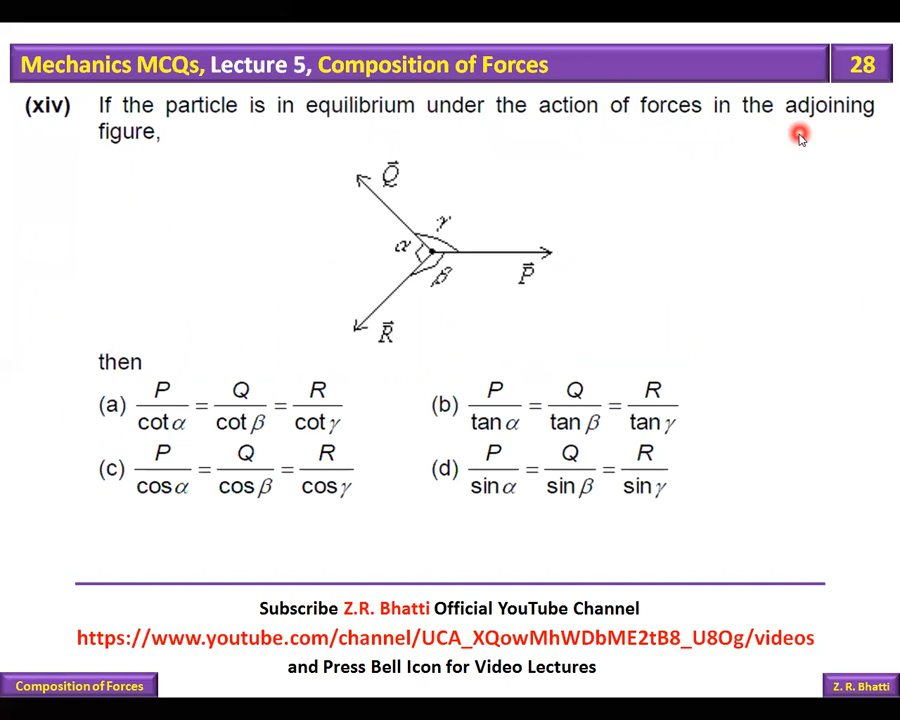 Mechanics MCQs, Lecture 5, Composition of Forces 28
(xiv) If the particle is in equilibrium under the action of forces in the adjoining
figure,
Q⃗
γ
α
β
P⃗
R⃗
then
(a) P/cot α = Q/cot β = R/cot γ (b) P/tan α = Q/tan β = R/tan γ
(c) P/cos α = Q/cos β = R/cos γ (d) P/sin α = Q/sin β = R/sin γ
Subscribe Z.R. Bhatti Official YouTube Channel
https://www.youtube.com/channel/UCA_XQowMhWDbME2tB8_U8Og/videos
and Press Bell Icon for Video Lectures
Composition of Forces Z. R. Bhatti